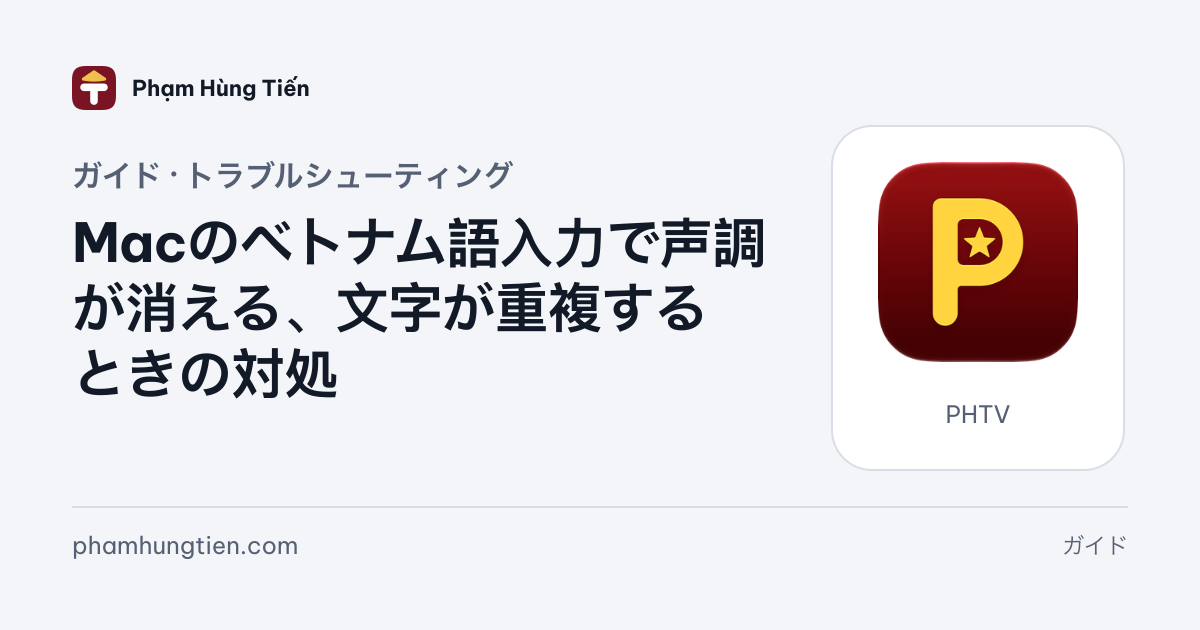 Phạm Hùng Tiến
ガイド · トラブルシューティング
Macのベトナム語入力で声調
が消える、文字が重複する
ときの対処
PHTV
phamhungtien.com
ガイド